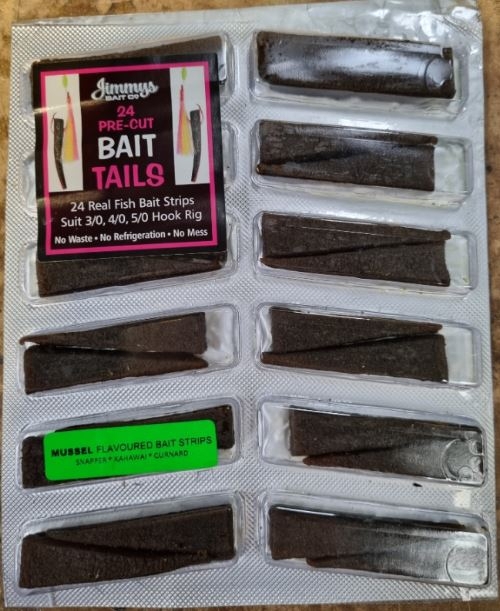 Jimmys
BAIT CO
24
PRE-CUT
BAIT
TAILS
24 Real Fish Bait Strips
Suit 3/0, 4/0, 5/0 Hook Rig
No Waste • No Refrigeration • No Mess
MUSSEL FLAVOURED BAIT STRIPS
SNAPPER * KAHAWAI * GURNARD